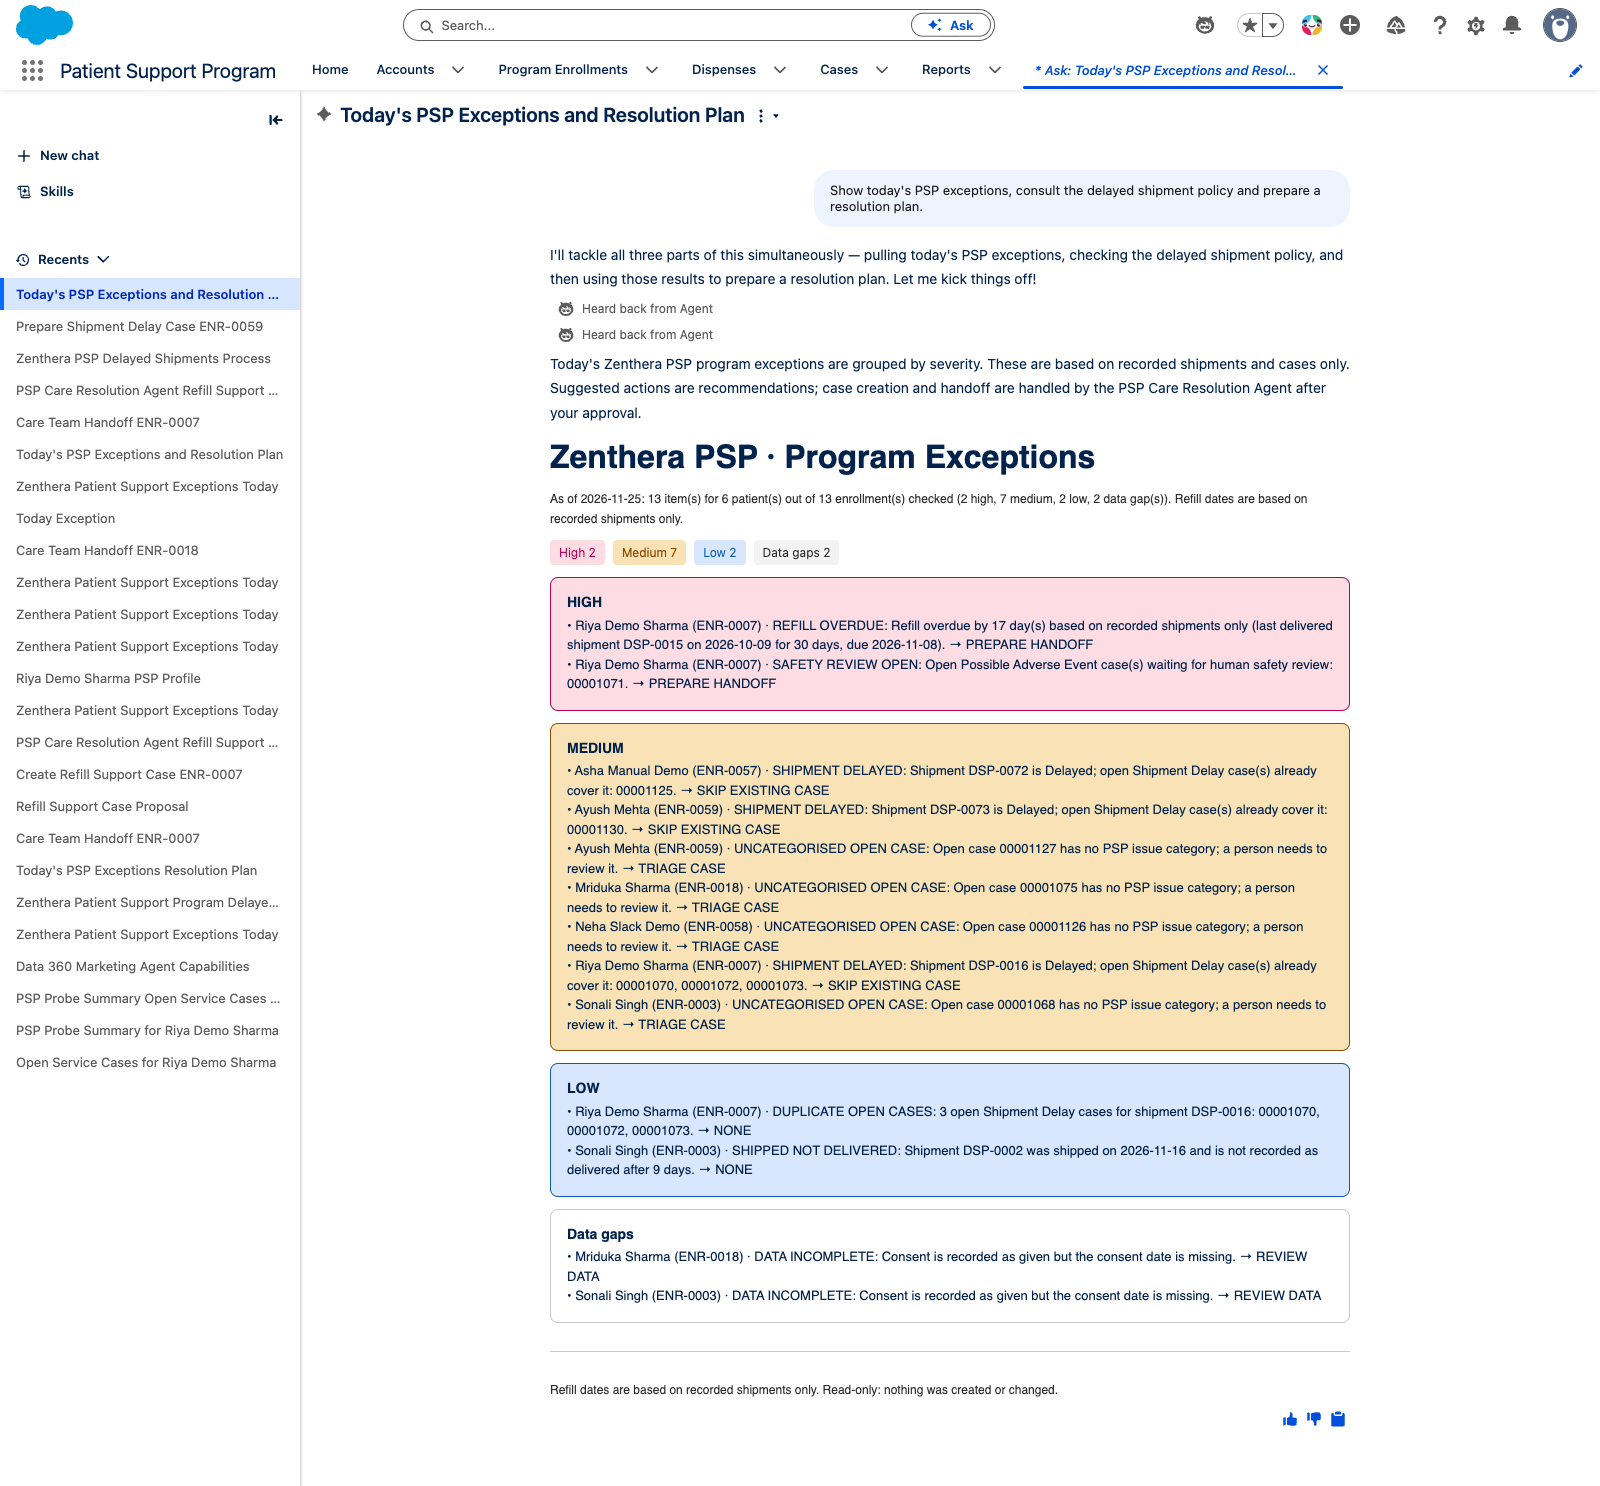 Search...
Ask
Patient Support Program
Home
Accounts
Program Enrollments
Dispenses
Cases
Reports
* Ask: Today's PSP Exceptions and Resol...
New chat
Skills
Recents
Today's PSP Exceptions and Resolution ...
Prepare Shipment Delay Case ENR-0059
Zenthera PSP Delayed Shipments Process
PSP Care Resolution Agent Refill Support ...
Care Team Handoff ENR-0007
Today's PSP Exceptions and Resolution Plan
Zenthera Patient Support Exceptions Today
Today Exception
Care Team Handoff ENR-0018
Zenthera Patient Support Exceptions Today
Zenthera Patient Support Exceptions Today
Zenthera Patient Support Exceptions Today
Riya Demo Sharma PSP Profile
Zenthera Patient Support Exceptions Today
PSP Care Resolution Agent Refill Support ...
Create Refill Support Case ENR-0007
Refill Support Case Proposal
Care Team Handoff ENR-0007
Today's PSP Exceptions Resolution Plan
Zenthera Patient Support Program Delaye...
Zenthera Patient Support Exceptions Today
Data 360 Marketing Agent Capabilities
PSP Probe Summary Open Service Cases ...
PSP Probe Summary for Riya Demo Sharma
Open Service Cases for Riya Demo Sharma
Today's PSP Exceptions and Resolution Plan
Show today's PSP exceptions, consult the delayed shipment policy and prepare a
resolution plan.
I'll tackle all three parts of this simultaneously — pulling today's PSP exceptions, checking the delayed shipment policy, and
then using those results to prepare a resolution plan. Let me kick things off!
Heard back from Agent
Heard back from Agent
Today's Zenthera PSP program exceptions are grouped by severity. These are based on recorded shipments and cases only.
Suggested actions are recommendations; case creation and handoff are handled by the PSP Care Resolution Agent after
your approval.
Zenthera PSP · Program Exceptions
As of 2026-11-25: 13 item(s) for 6 patient(s) out of 13 enrollment(s) checked (2 high, 7 medium, 2 low, 2 data gap(s)). Refill dates are based on
recorded shipments only.
High 2
Medium 7
Low 2
Data gaps 2
HIGH
• Riya Demo Sharma (ENR-0007) · REFILL OVERDUE: Refill overdue by 17 day(s) based on recorded shipments only (last delivered
shipment DSP-0015 on 2026-10-09 for 30 days, due 2026-11-08). → PREPARE HANDOFF
• Riya Demo Sharma (ENR-0007) · SAFETY REVIEW OPEN: Open Possible Adverse Event case(s) waiting for human safety review:
00001071. → PREPARE HANDOFF
MEDIUM
• Asha Manual Demo (ENR-0057) · SHIPMENT DELAYED: Shipment DSP-0072 is Delayed; open Shipment Delay case(s) already
cover it: 00001125. → SKIP EXISTING CASE
• Ayush Mehta (ENR-0059) · SHIPMENT DELAYED: Shipment DSP-0073 is Delayed; open Shipment Delay case(s) already cover it:
00001130. → SKIP EXISTING CASE
• Ayush Mehta (ENR-0059) · UNCATEGORISED OPEN CASE: Open case 00001127 has no PSP issue category; a person needs to
review it. → TRIAGE CASE
• Mriduka Sharma (ENR-0018) · UNCATEGORISED OPEN CASE: Open case 00001075 has no PSP issue category; a person
needs to review it. → TRIAGE CASE
• Neha Slack Demo (ENR-0058) · UNCATEGORISED OPEN CASE: Open case 00001126 has no PSP issue category; a person
needs to review it. → TRIAGE CASE
• Riya Demo Sharma (ENR-0007) · SHIPMENT DELAYED: Shipment DSP-0016 is Delayed; open Shipment Delay case(s) already
cover it: 00001070, 00001072, 00001073. → SKIP EXISTING CASE
• Sonali Singh (ENR-0003) · UNCATEGORISED OPEN CASE: Open case 00001068 has no PSP issue category; a person needs to
review it. → TRIAGE CASE
LOW
• Riya Demo Sharma (ENR-0007) · DUPLICATE OPEN CASES: 3 open Shipment Delay cases for shipment DSP-0016: 00001070,
00001072, 00001073. → NONE
• Sonali Singh (ENR-0003) · SHIPPED NOT DELIVERED: Shipment DSP-0002 was shipped on 2026-11-16 and is not recorded as
delivered after 9 days. → NONE
Data gaps
• Mriduka Sharma (ENR-0018) · DATA INCOMPLETE: Consent is recorded as given but the consent date is missing. → REVIEW
DATA
• Sonali Singh (ENR-0003) · DATA INCOMPLETE: Consent is recorded as given but the consent date is missing. → REVIEW DATA
Refill dates are based on recorded shipments only. Read-only: nothing was created or changed.